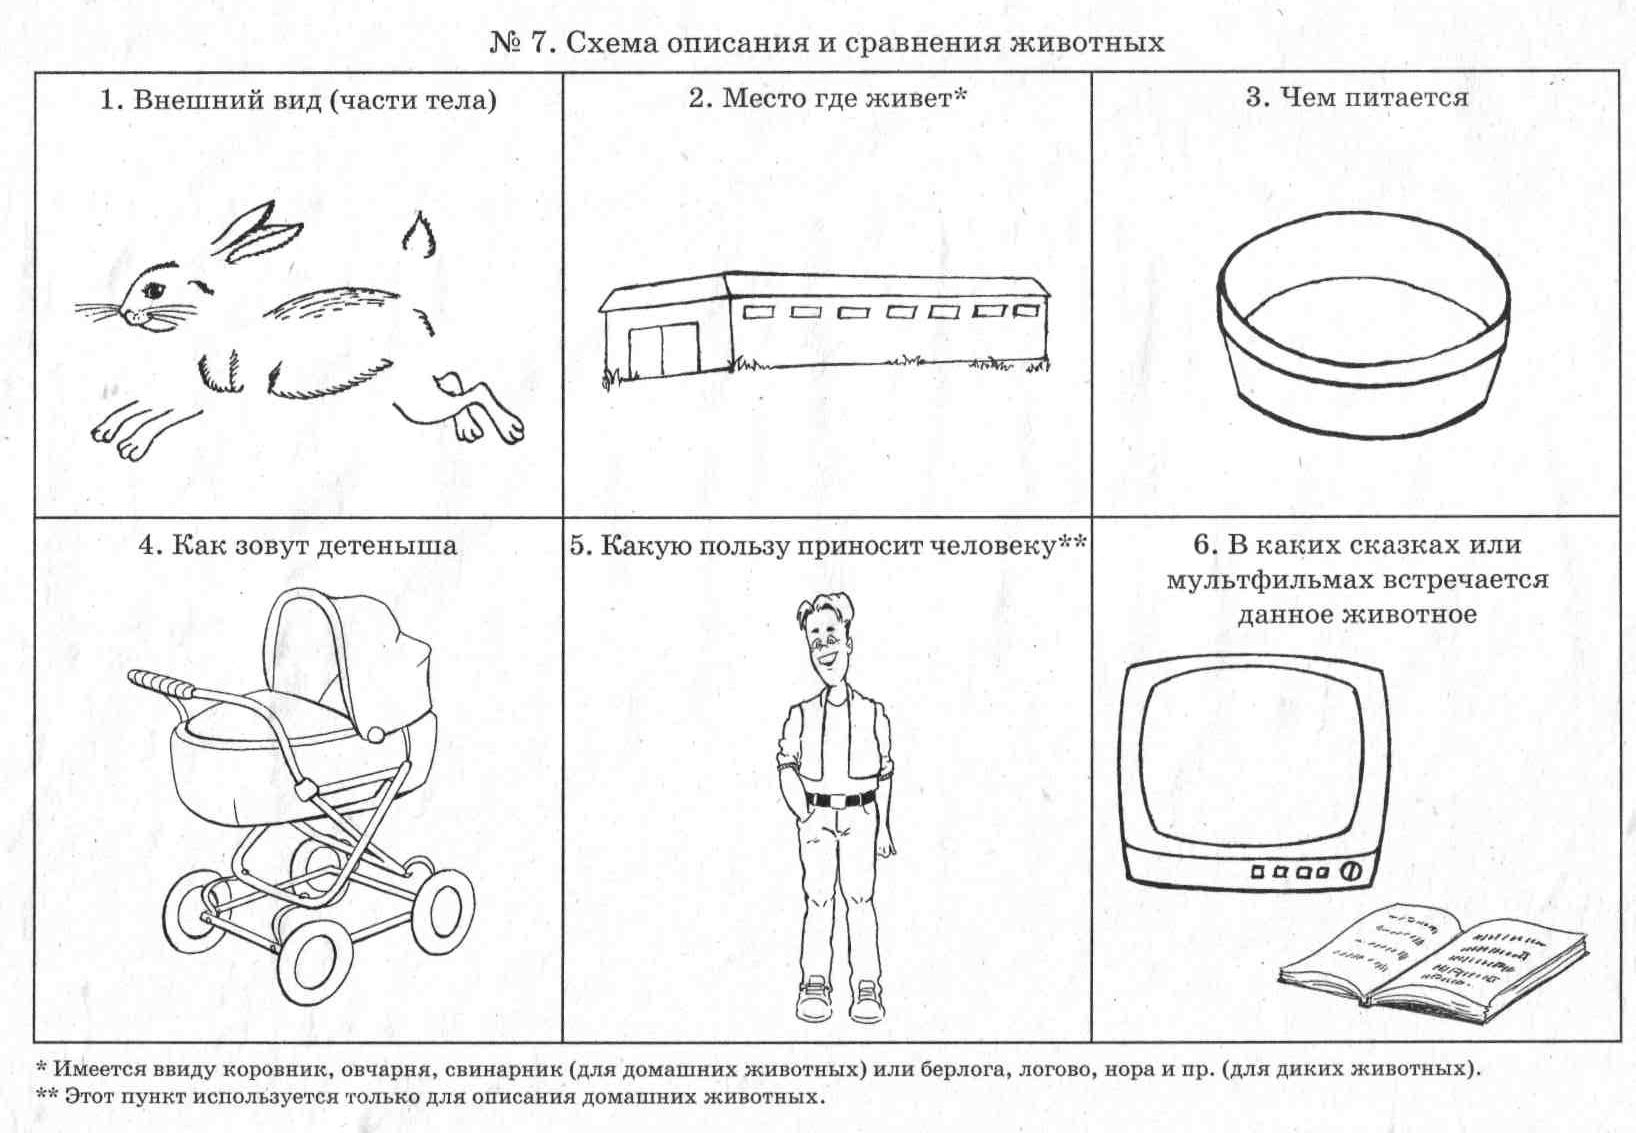 № 7. Схема описания и сравнения животных
1. Внешний вид (части тела)
2. Место где живет*
3. Чем питается
4. Как зовут детеныша
5. Какую пользу приносит человеку**
6. В каких сказках или
мультфильмах встречается
данное животное
* Имеется ввиду коровник, овчарня, свинарник (для домашних животных) или берлога, логово, нора и пр. (для диких животных).
** Этот пункт используется только для описания домашних животных.